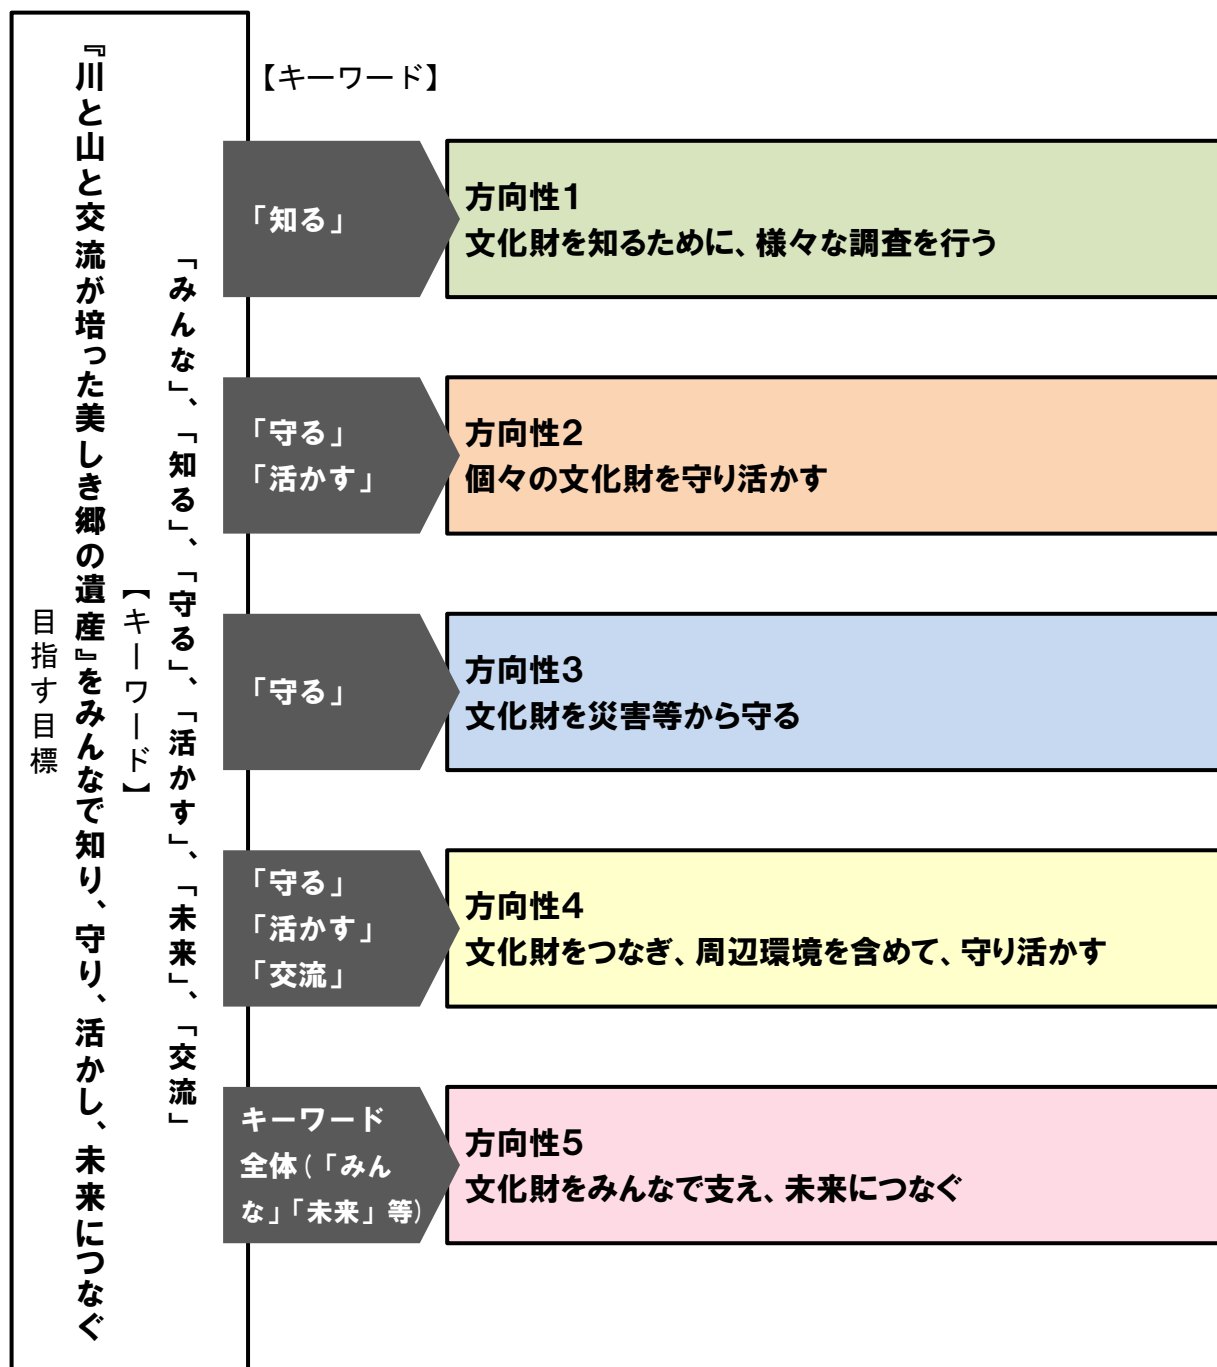 目指す目標
『川と山と交流が培った美しき郷の遺産』をみんなで知り、守り、活かし、未来につなぐ
【キーワード】
「みんな」、「知る」、「守る」、「活かす」、「未来」、「交流」
【キーワード】
「知る」
方向性1
文化財を知るために、様々な調査を行う
「守る」
「活かす」
方向性2
個々の文化財を守り活かす
「守る」
方向性3
文化財を災害等から守る
「守る」
「活かす」
「交流」
方向性4
文化財をつなぎ、周辺環境を含めて、守り活かす
キーワード
全体(「みん
な」「未来」等)
方向性5
文化財をみんなで支え、未来につなぐ